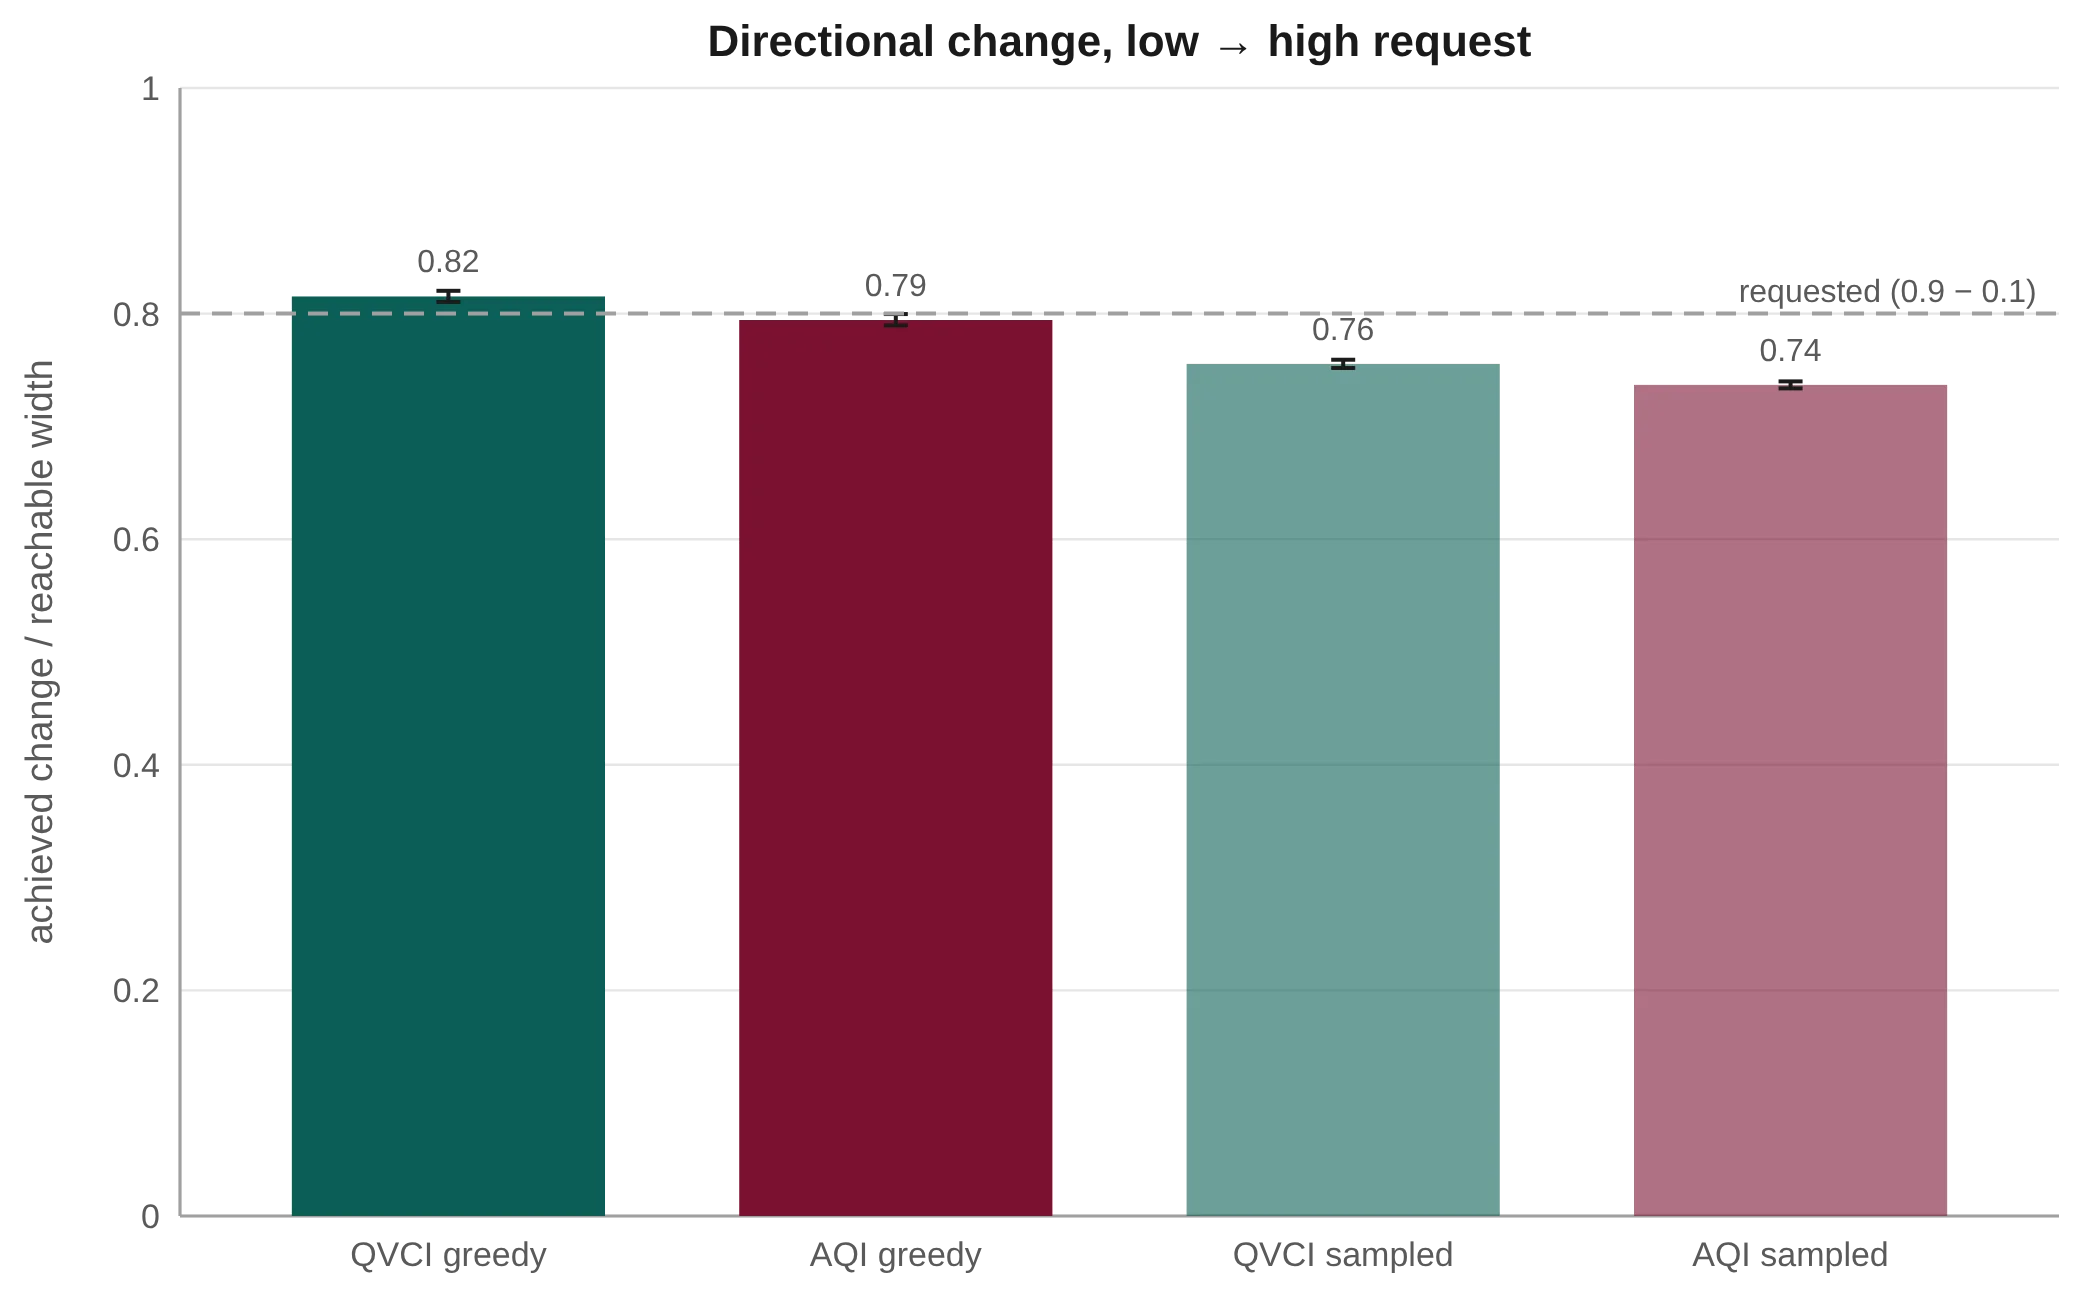 Directional change, low → high request
achieved change / reachable width
1
0.8
0.6
0.4
0.2
0
0.82
0.79
0.76
0.74
requested (0.9 − 0.1)
QVCI greedy
AQI greedy
QVCI sampled
AQI sampled